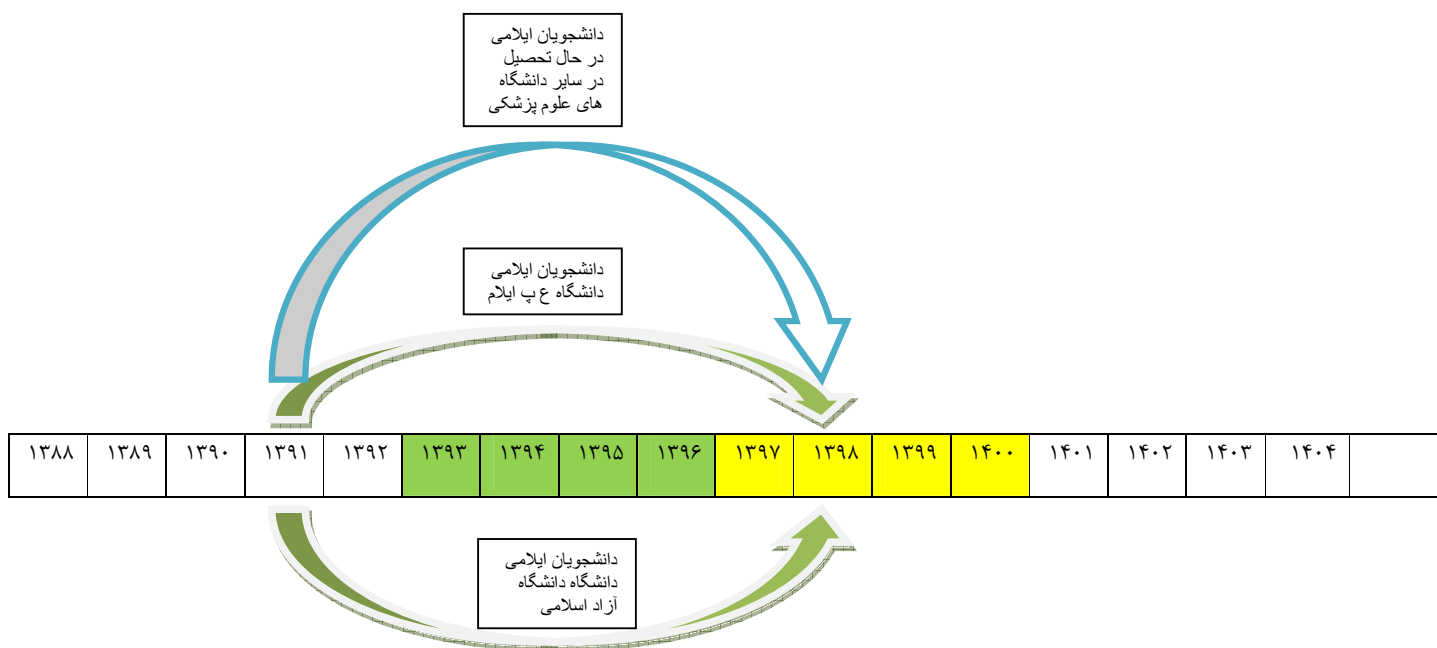 دانشجویان ایلامی
در حال تحصیل
در سایر دانشگاه
های علوم پزشکی
دانشجویان ایلامی
دانشگاه ع پ ایلام
۱۳۸۸ ۱۳۸۹ ۱۳۹۰ ۱۳۹۱ ۱۳۹۲ ۱۳۹۳ ۱۳۹۴ ۱۳۹۵ ۱۳۹۶ ۱۳۹۷ ۱۳۹۸ ۱۳۹۹ ۱۴۰۰ ۱۴۰۱ ۱۴۰۲ ۱۴۰۳ ۱۴۰۴
دانشجویان ایلامی
دانشگاه دانشگاه
آزاد اسلامی